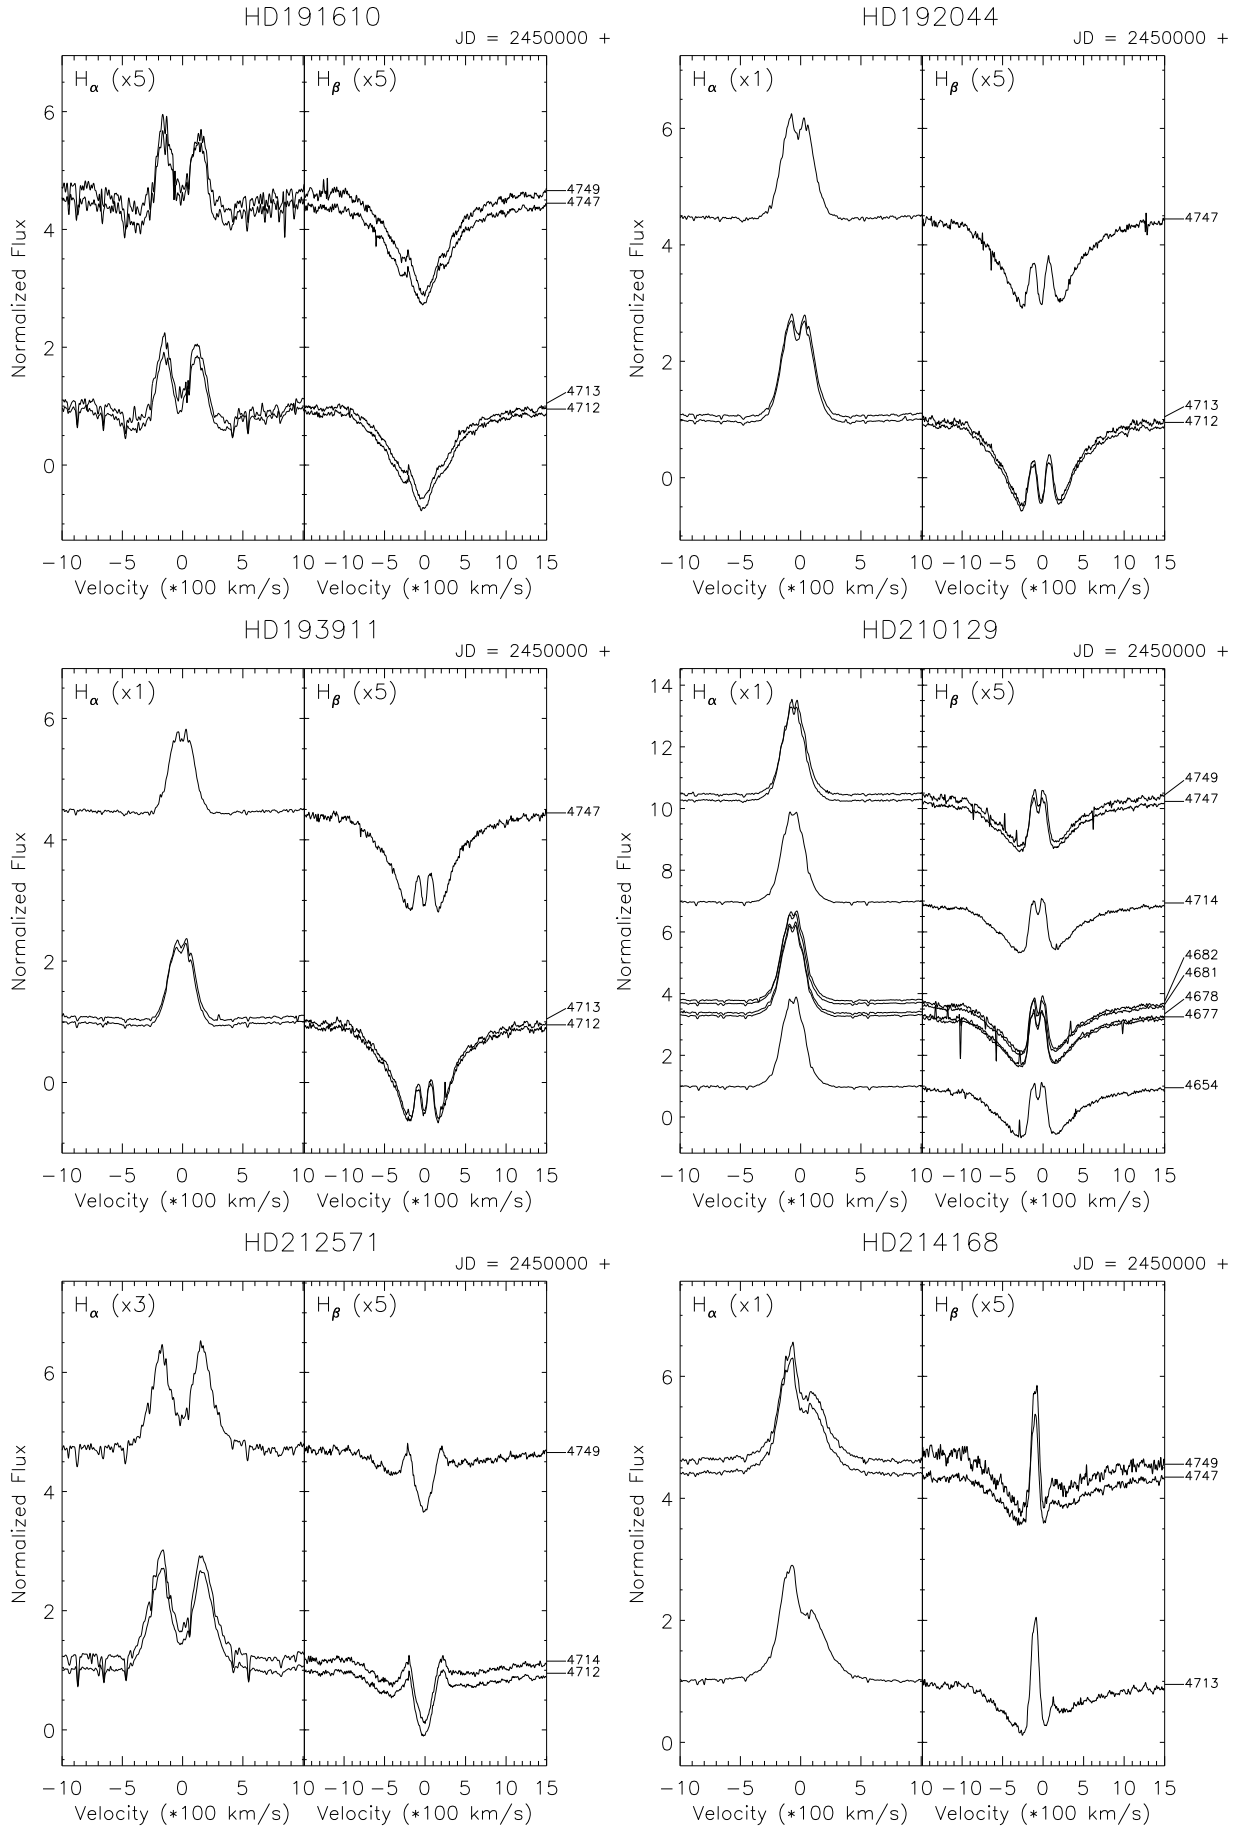 HD191610
JD = 2450000 +
Hα (x5)
Hβ (x5)
6
4
2
0
4749
4747
4713
4712
Normalized Flux
-10 -5 0 5 10 -5 0 5 10 15
Velocity (*100 km/s)
Velocity (*100 km/s)
HD192044
JD = 2450000 +
Hα (x1)
Hβ (x5)
6
4
2
0
4747
4713
4712
Normalized Flux
-10 -5 0 5 10 -5 0 5 10 15
Velocity (*100 km/s)
Velocity (*100 km/s)
HD193911
JD = 2450000 +
Hα (x1)
Hβ (x5)
6
4
2
0
4747
4713
4712
Normalized Flux
-10 -5 0 5 10 -5 0 5 10 15
Velocity (*100 km/s)
Velocity (*100 km/s)
HD210129
JD = 2450000 +
Hα (x1)
Hβ (x5)
14
12
10
8
6
4
2
0
4749
4747
4714
4682
4681
4678
4677
4654
Normalized Flux
-10 -5 0 5 10 -5 0 5 10 15
Velocity (*100 km/s)
Velocity (*100 km/s)
HD212571
JD = 2450000 +
Hα (x3)
Hβ (x5)
6
4
2
0
4749
4714
4712
Normalized Flux
-10 -5 0 5 10 -5 0 5 10 15
Velocity (*100 km/s)
Velocity (*100 km/s)
HD214168
JD = 2450000 +
Hα (x1)
Hβ (x5)
6
4
2
0
4749
4747
4713
Normalized Flux
-10 -5 0 5 10 -5 0 5 10 15
Velocity (*100 km/s)
Velocity (*100 km/s)